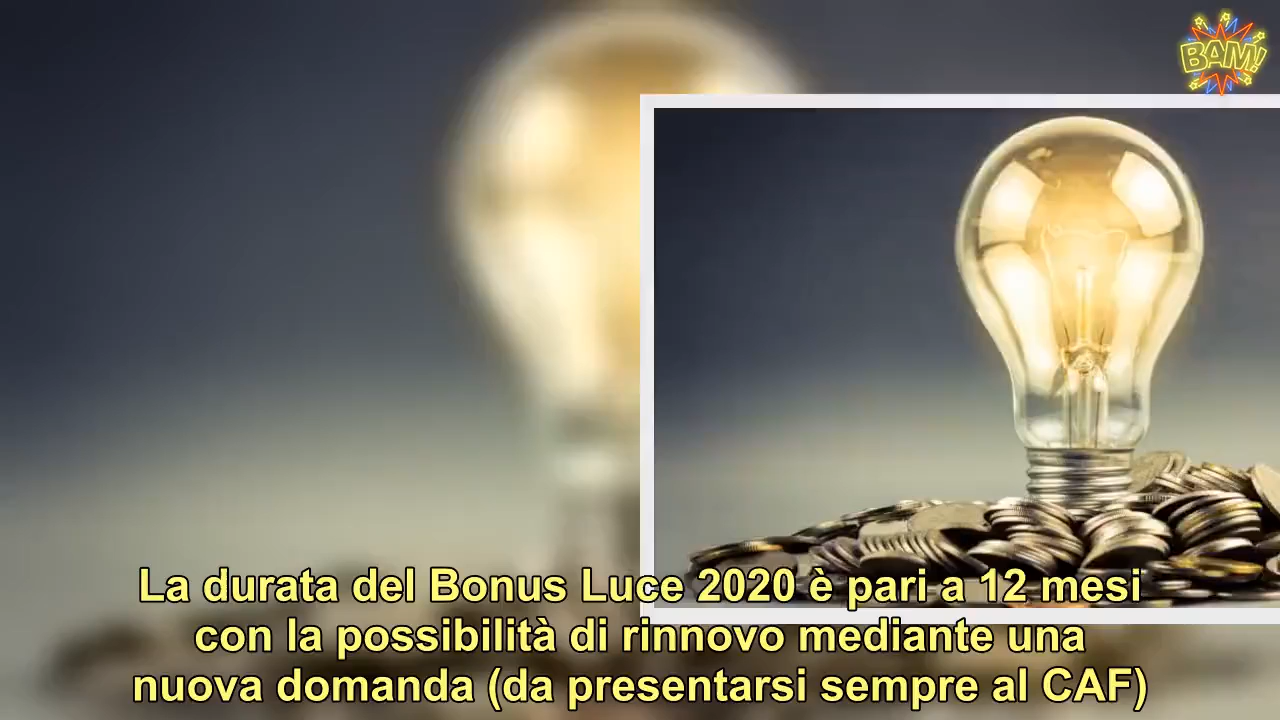 BAM!
La durata del Bonus Luce 2020 è pari a 12 mesi
con la possibilità di rinnovo mediante una
nuova domanda (da presentarsi sempre al CAF)